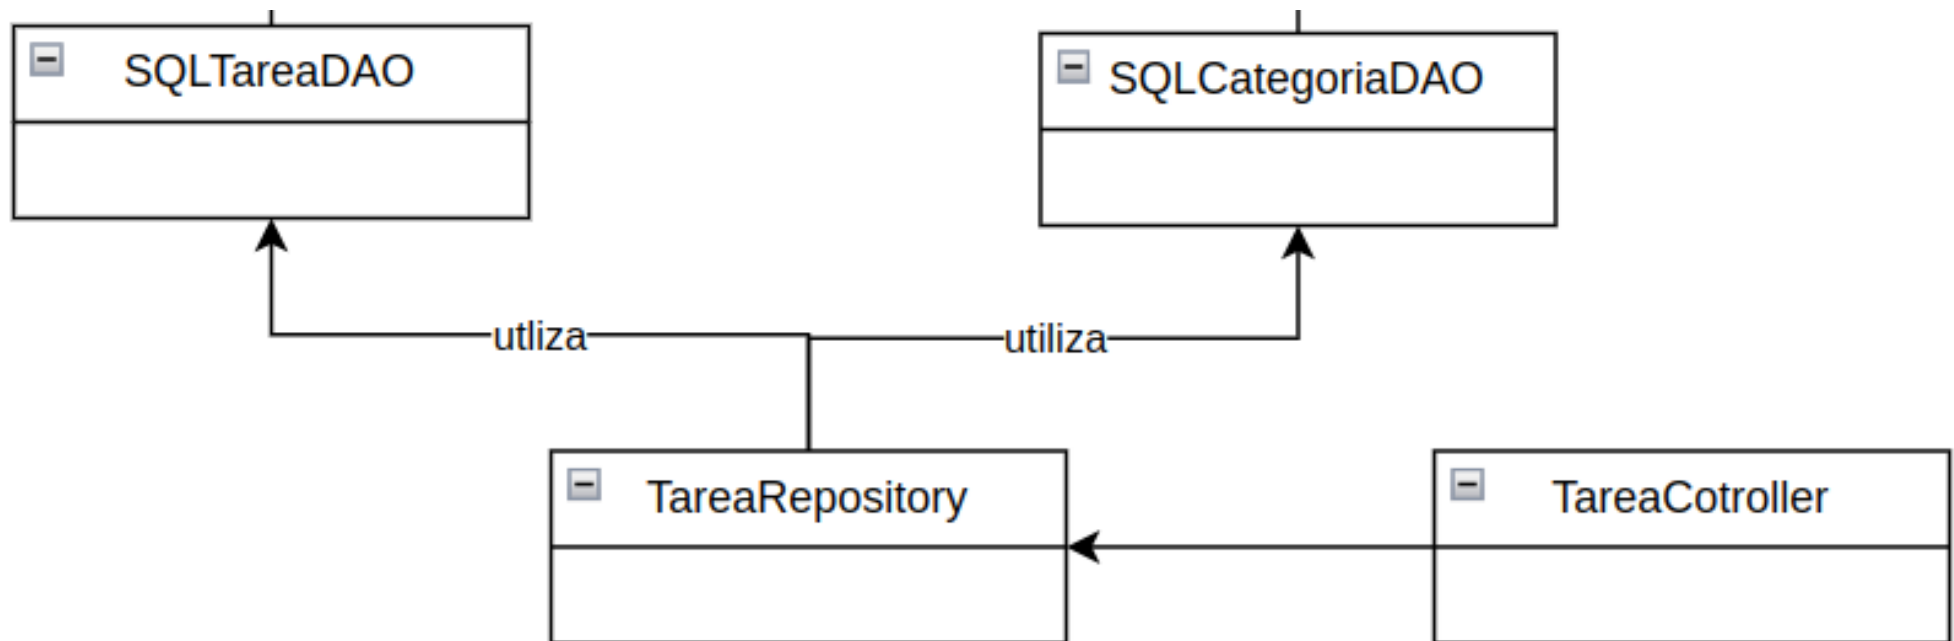 SQLTareaDAO
SQLCategoriaDAO
utliza
utiliza
TareaRepository
TareaCotroller